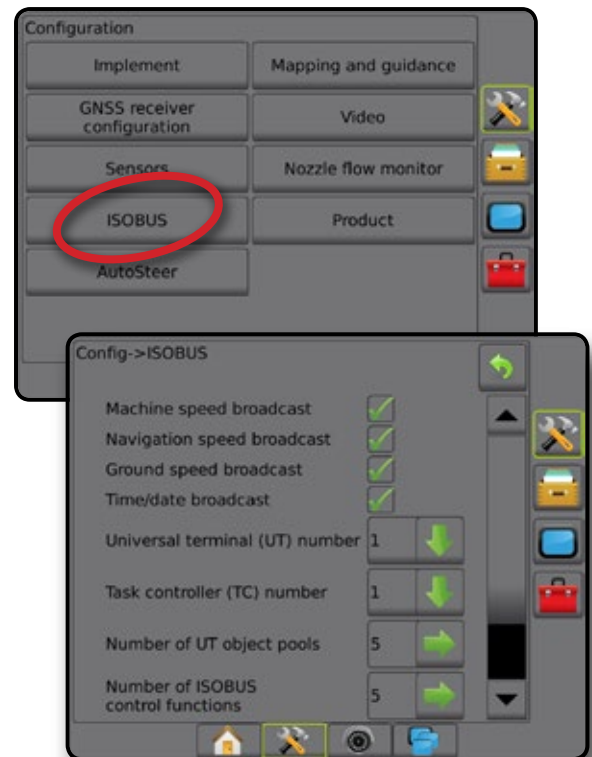 Configuration
Implement
Mapping and guidance
GNSS receiver
configuration
Video
Sensors
Nozzle flow monitor
ISOBUS
Product
AutoSteer
Config->ISOBUS
Machine speed broadcast
Navigation speed broadcast
Ground speed broadcast
Time/date broadcast
Universal terminal (UT) number 1
Task controller (TC) number 1
Number of UT object pools 5
Number of ISOBUS
control functions 5